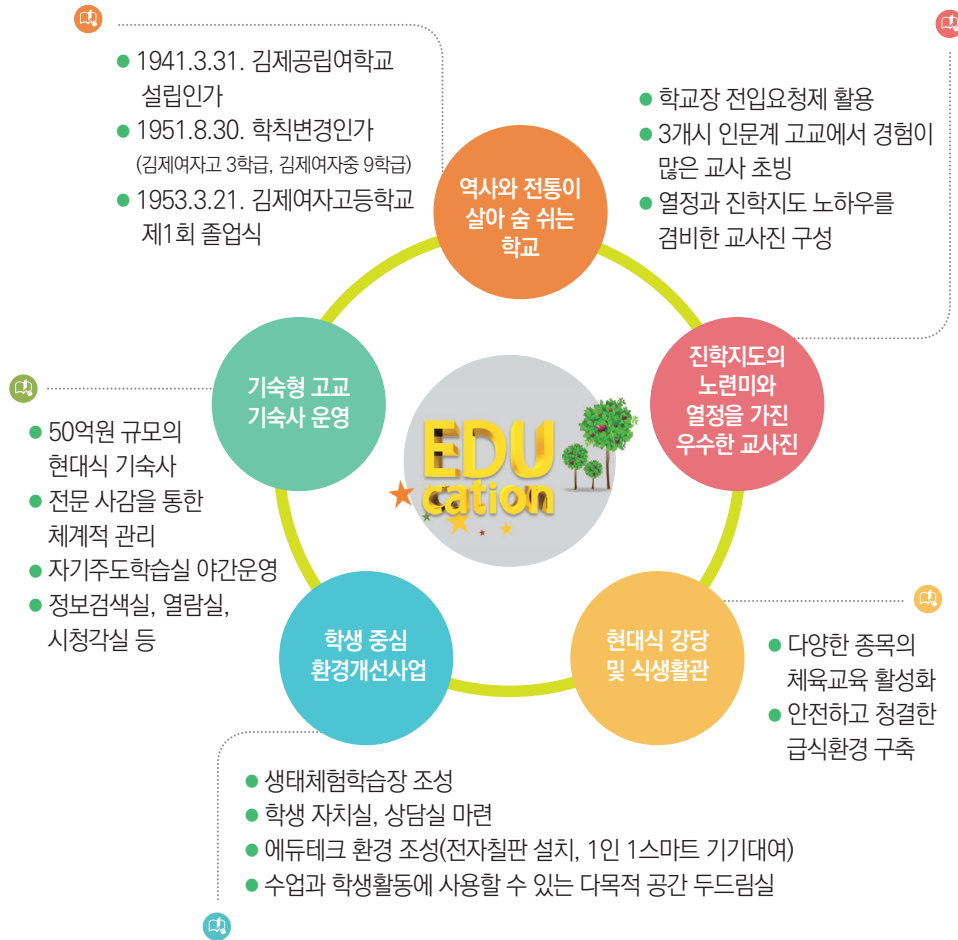 ● 1941.3.31. 김제공립여학교
설립인가
● 1951.8.30. 학칙변경인가
(김제여자고 3학급, 김제여자중 9학급)
● 1953.3.21. 김제여자고등학교
제1회 졸업식
● 학교장 전입요청제 활용
● 3개시 인문계 고교에서 경험이
많은 교사 초빙
● 열정과 진학지도 노하우를
겸비한 교사진 구성
역사와 전통이
살아 숨 쉬는
학교
진학지도의
노련미와
열정을 가진
우수한 교사진
기숙형 고교
기숙사 운영
EDU
cation
● 50억원 규모의
현대식 기숙사
● 전문 사감을 통한
체계적 관리
● 자기주도학습실 야간운영
● 정보검색실, 열람실,
시청각실 등
학생 중심
환경개선사업
현대식 강당
및 식생활관
● 다양한 종목의
체육교육 활성화
● 안전하고 청결한
급식환경 구축
● 생태체험학습장 조성
● 학생 자치실, 상담실 마련
● 에듀테크 환경 조성(전자칠판 설치, 1인 1스마트 기기대여)
● 수업과 학생활동에 사용할 수 있는 다목적 공간 두드림실